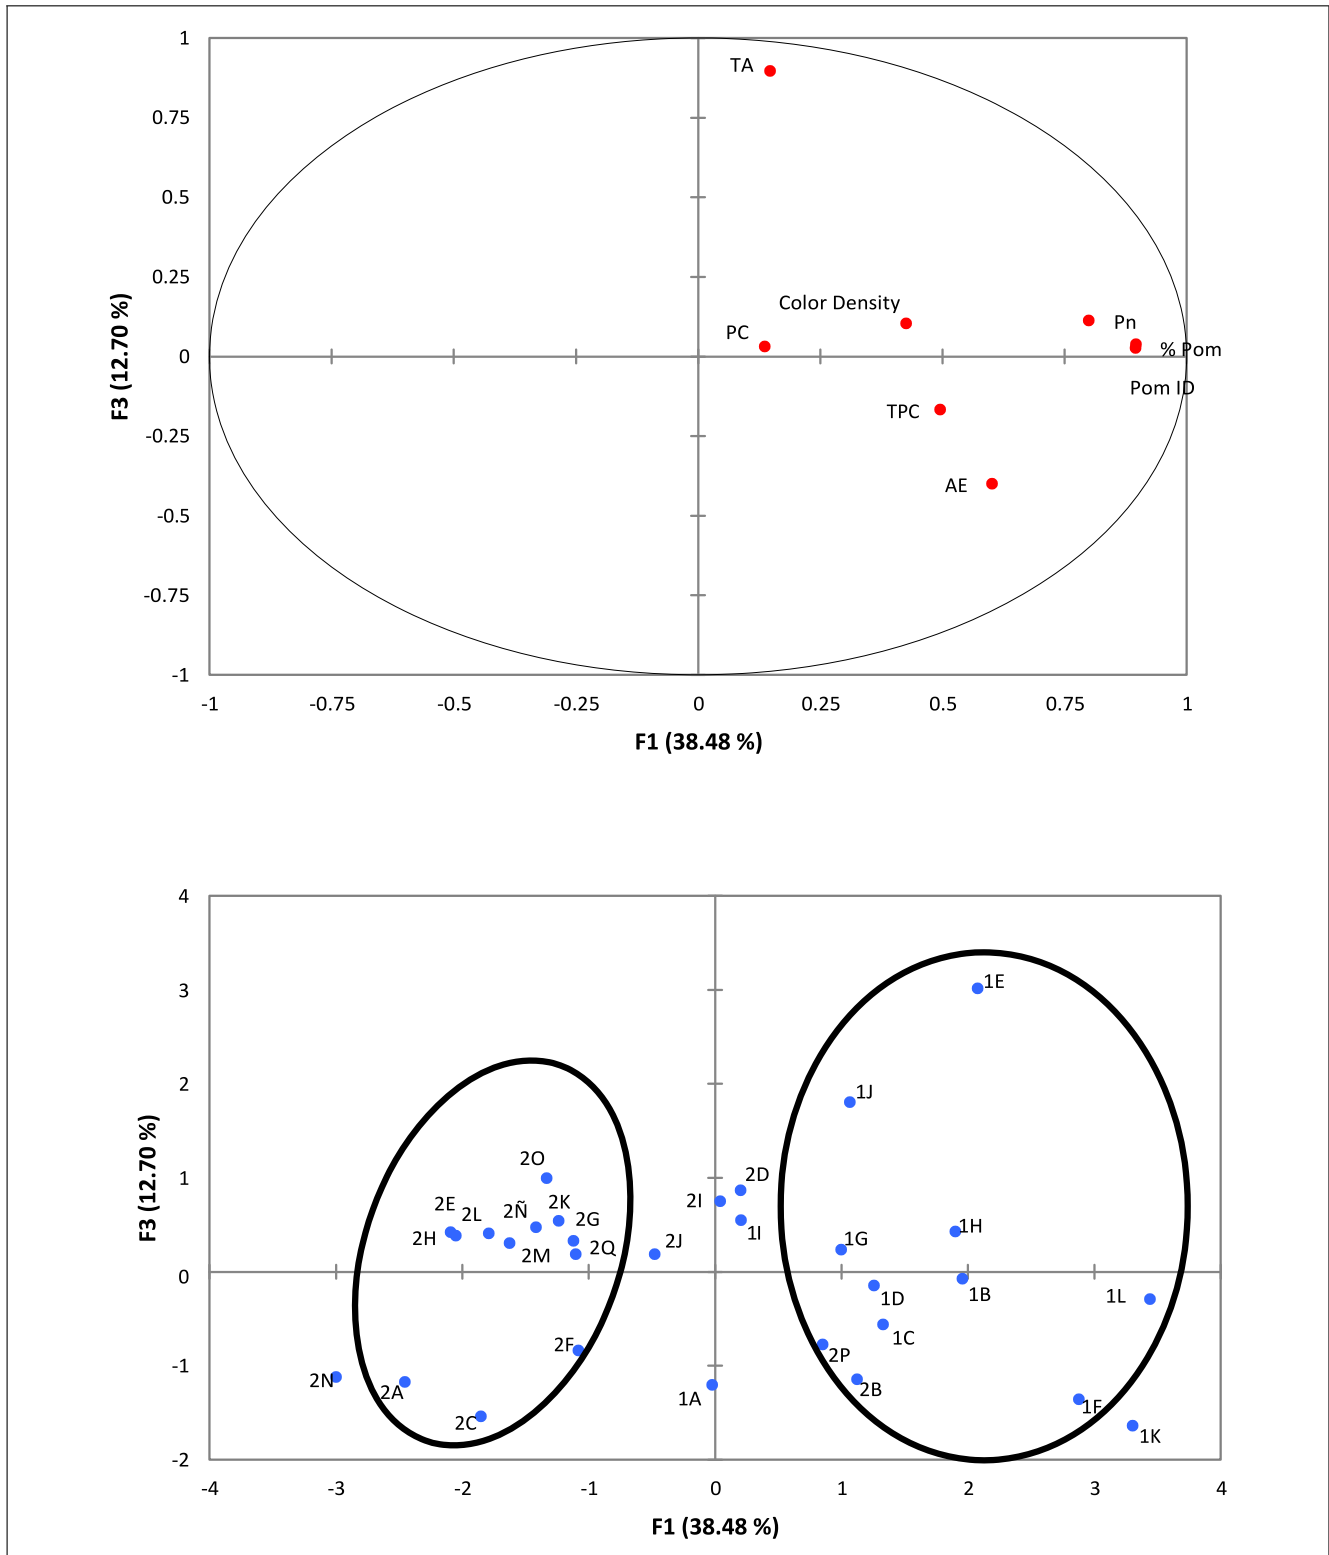 1
TA
0.75
0.5
0.25
Color Density
Pn
PC
0
% Pom
Pom ID
TPC
-0.25
AE
-0.5
-0.75
-1
F3 (12.70 %)
-1 -0.75 -0.5 -0.25 0 0.25 0.5 0.75 1
F1 (38.48 %)
4
3
1E
2
1J
2O
1
2D
2E 2L 2Ñ 2K 2G
2I
1I
1H
2H
2M 2Q 2J
1G
0
1D 1B 1L
1C
2F
2P
-1
2N 2A
1A
2B
1F
2C
1K
-2
F3 (12.70 %)
-4 -3 -2 -1 0 1 2 3 4
F1 (38.48 %)